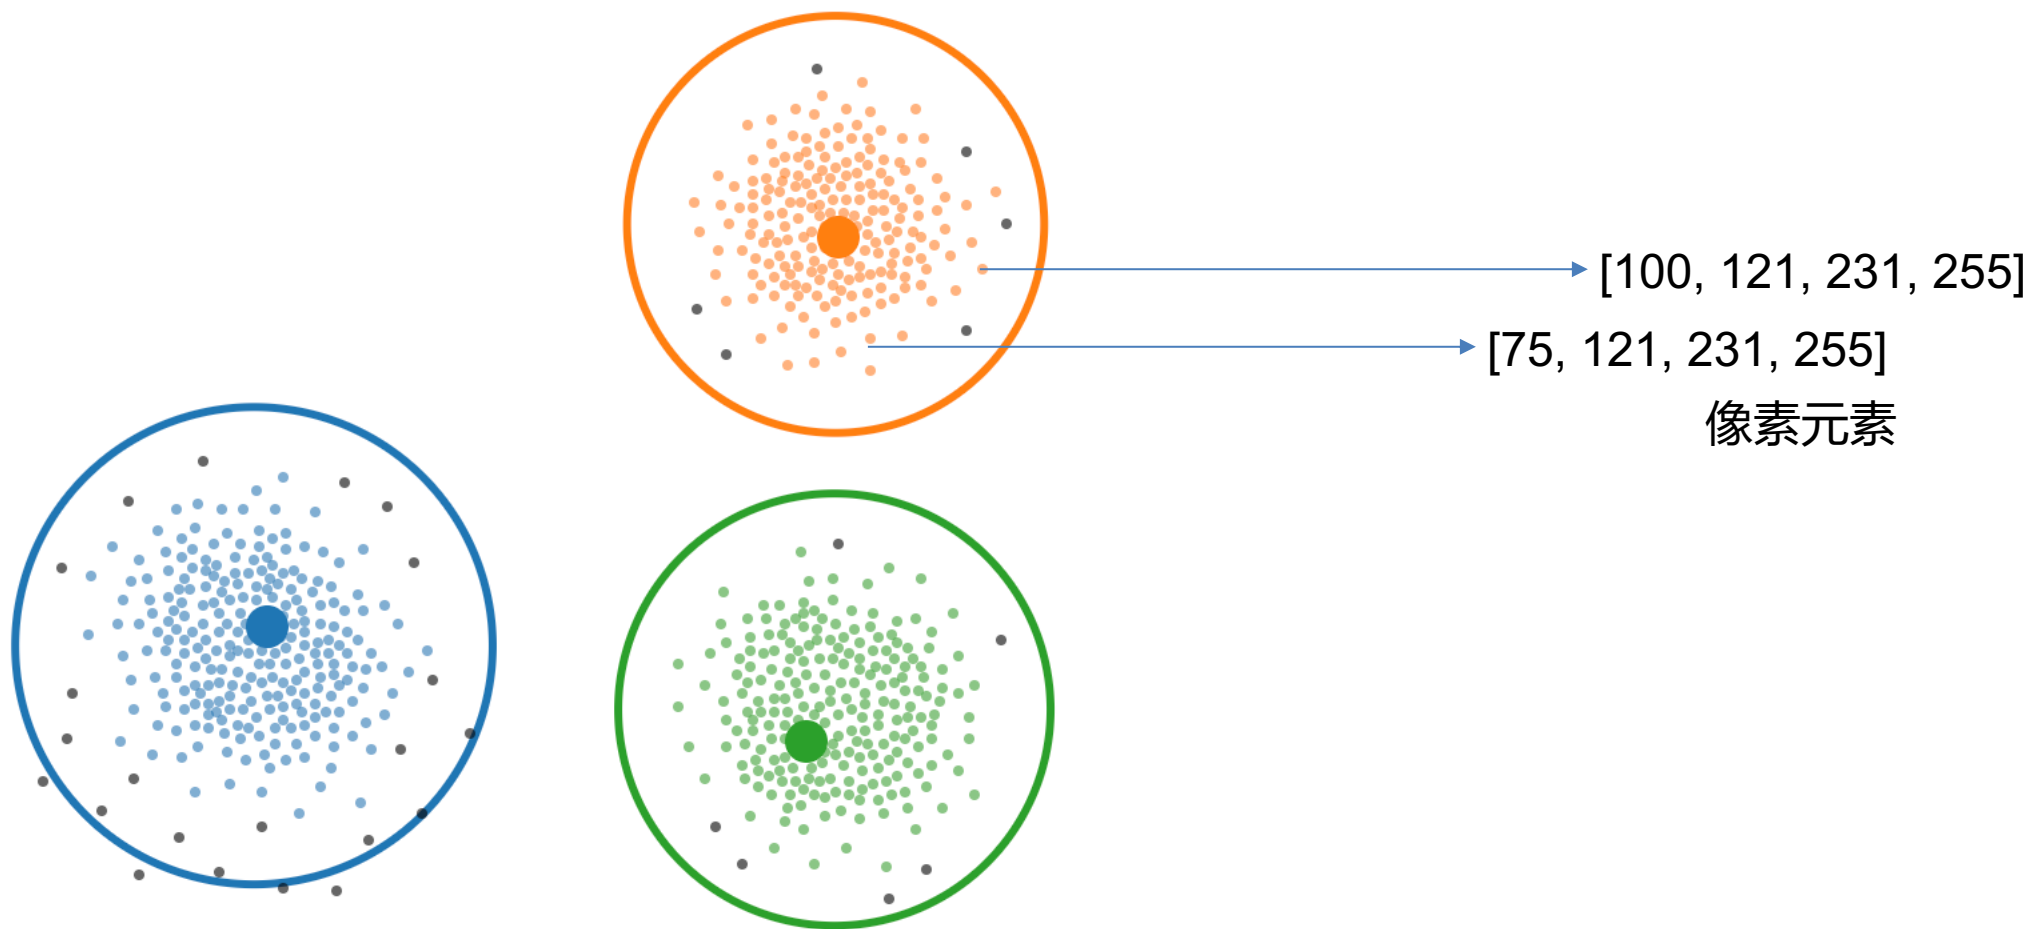 [100, 121, 231, 255]
[75, 121, 231, 255]
像素元素